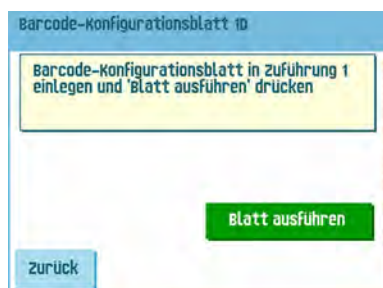 Barcode-Konfigurationsblatt 1D
Barcode-Konfigurationsblatt in Zuführung 1
einlegen und 'Blatt ausführen' drücken
Blatt ausführen
Zurück